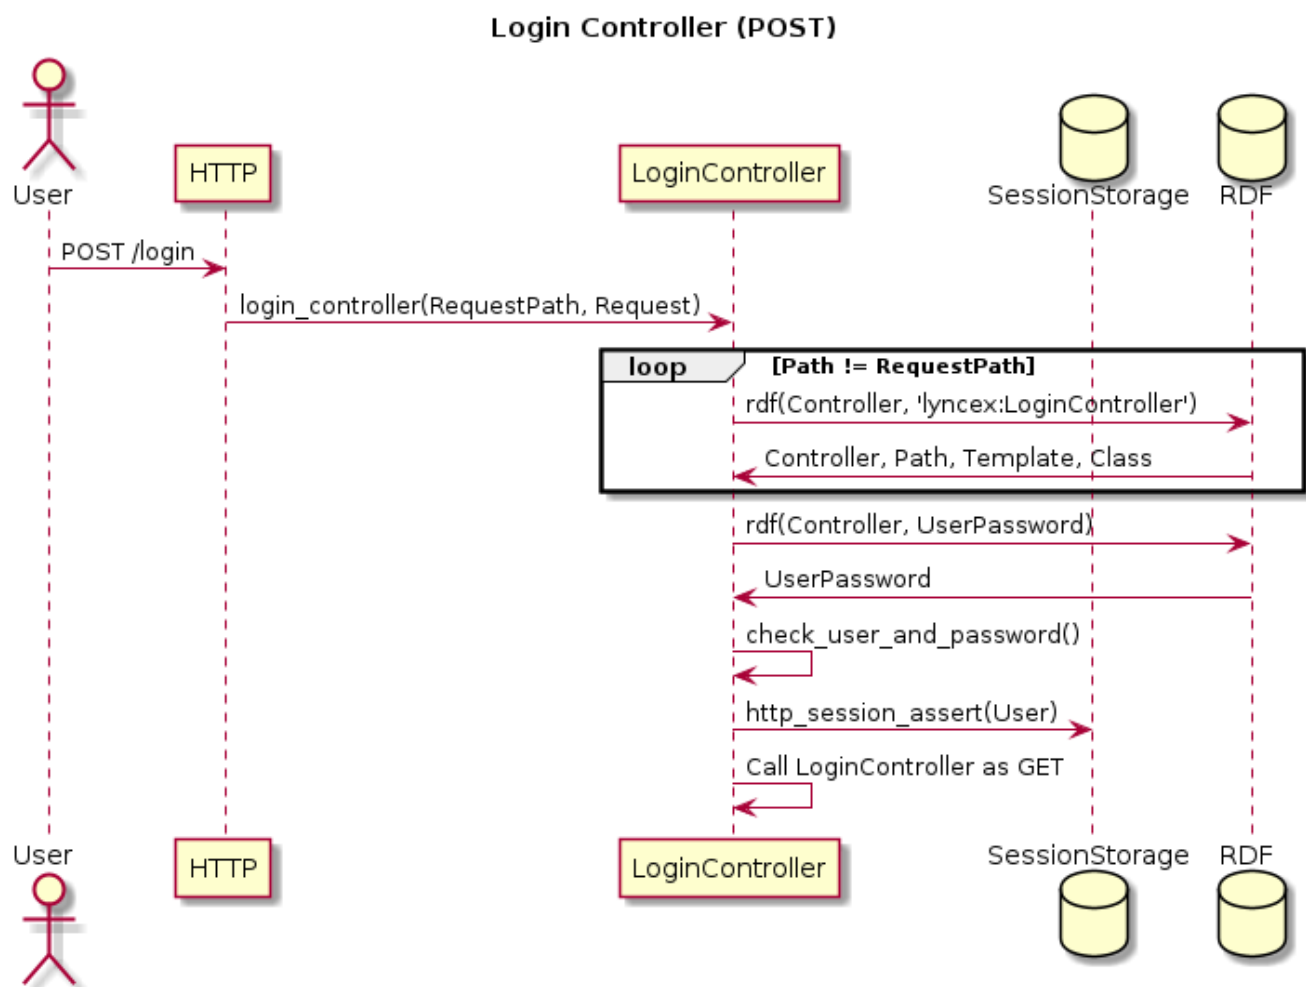 Login Controller (POST)
User
HTTP
LoginController
SessionStorage
RDF
POST /login
login_controller(RequestPath, Request)
loop
[Path != RequestPath]
rdf(Controller, 'lyncex:LoginController')
Controller, Path, Template, Class
rdf(Controller, UserPassword)
UserPassword
check_user_and_password()
http_session_assert(User)
Call LoginController as GET
User
HTTP
LoginController
SessionStorage
RDF